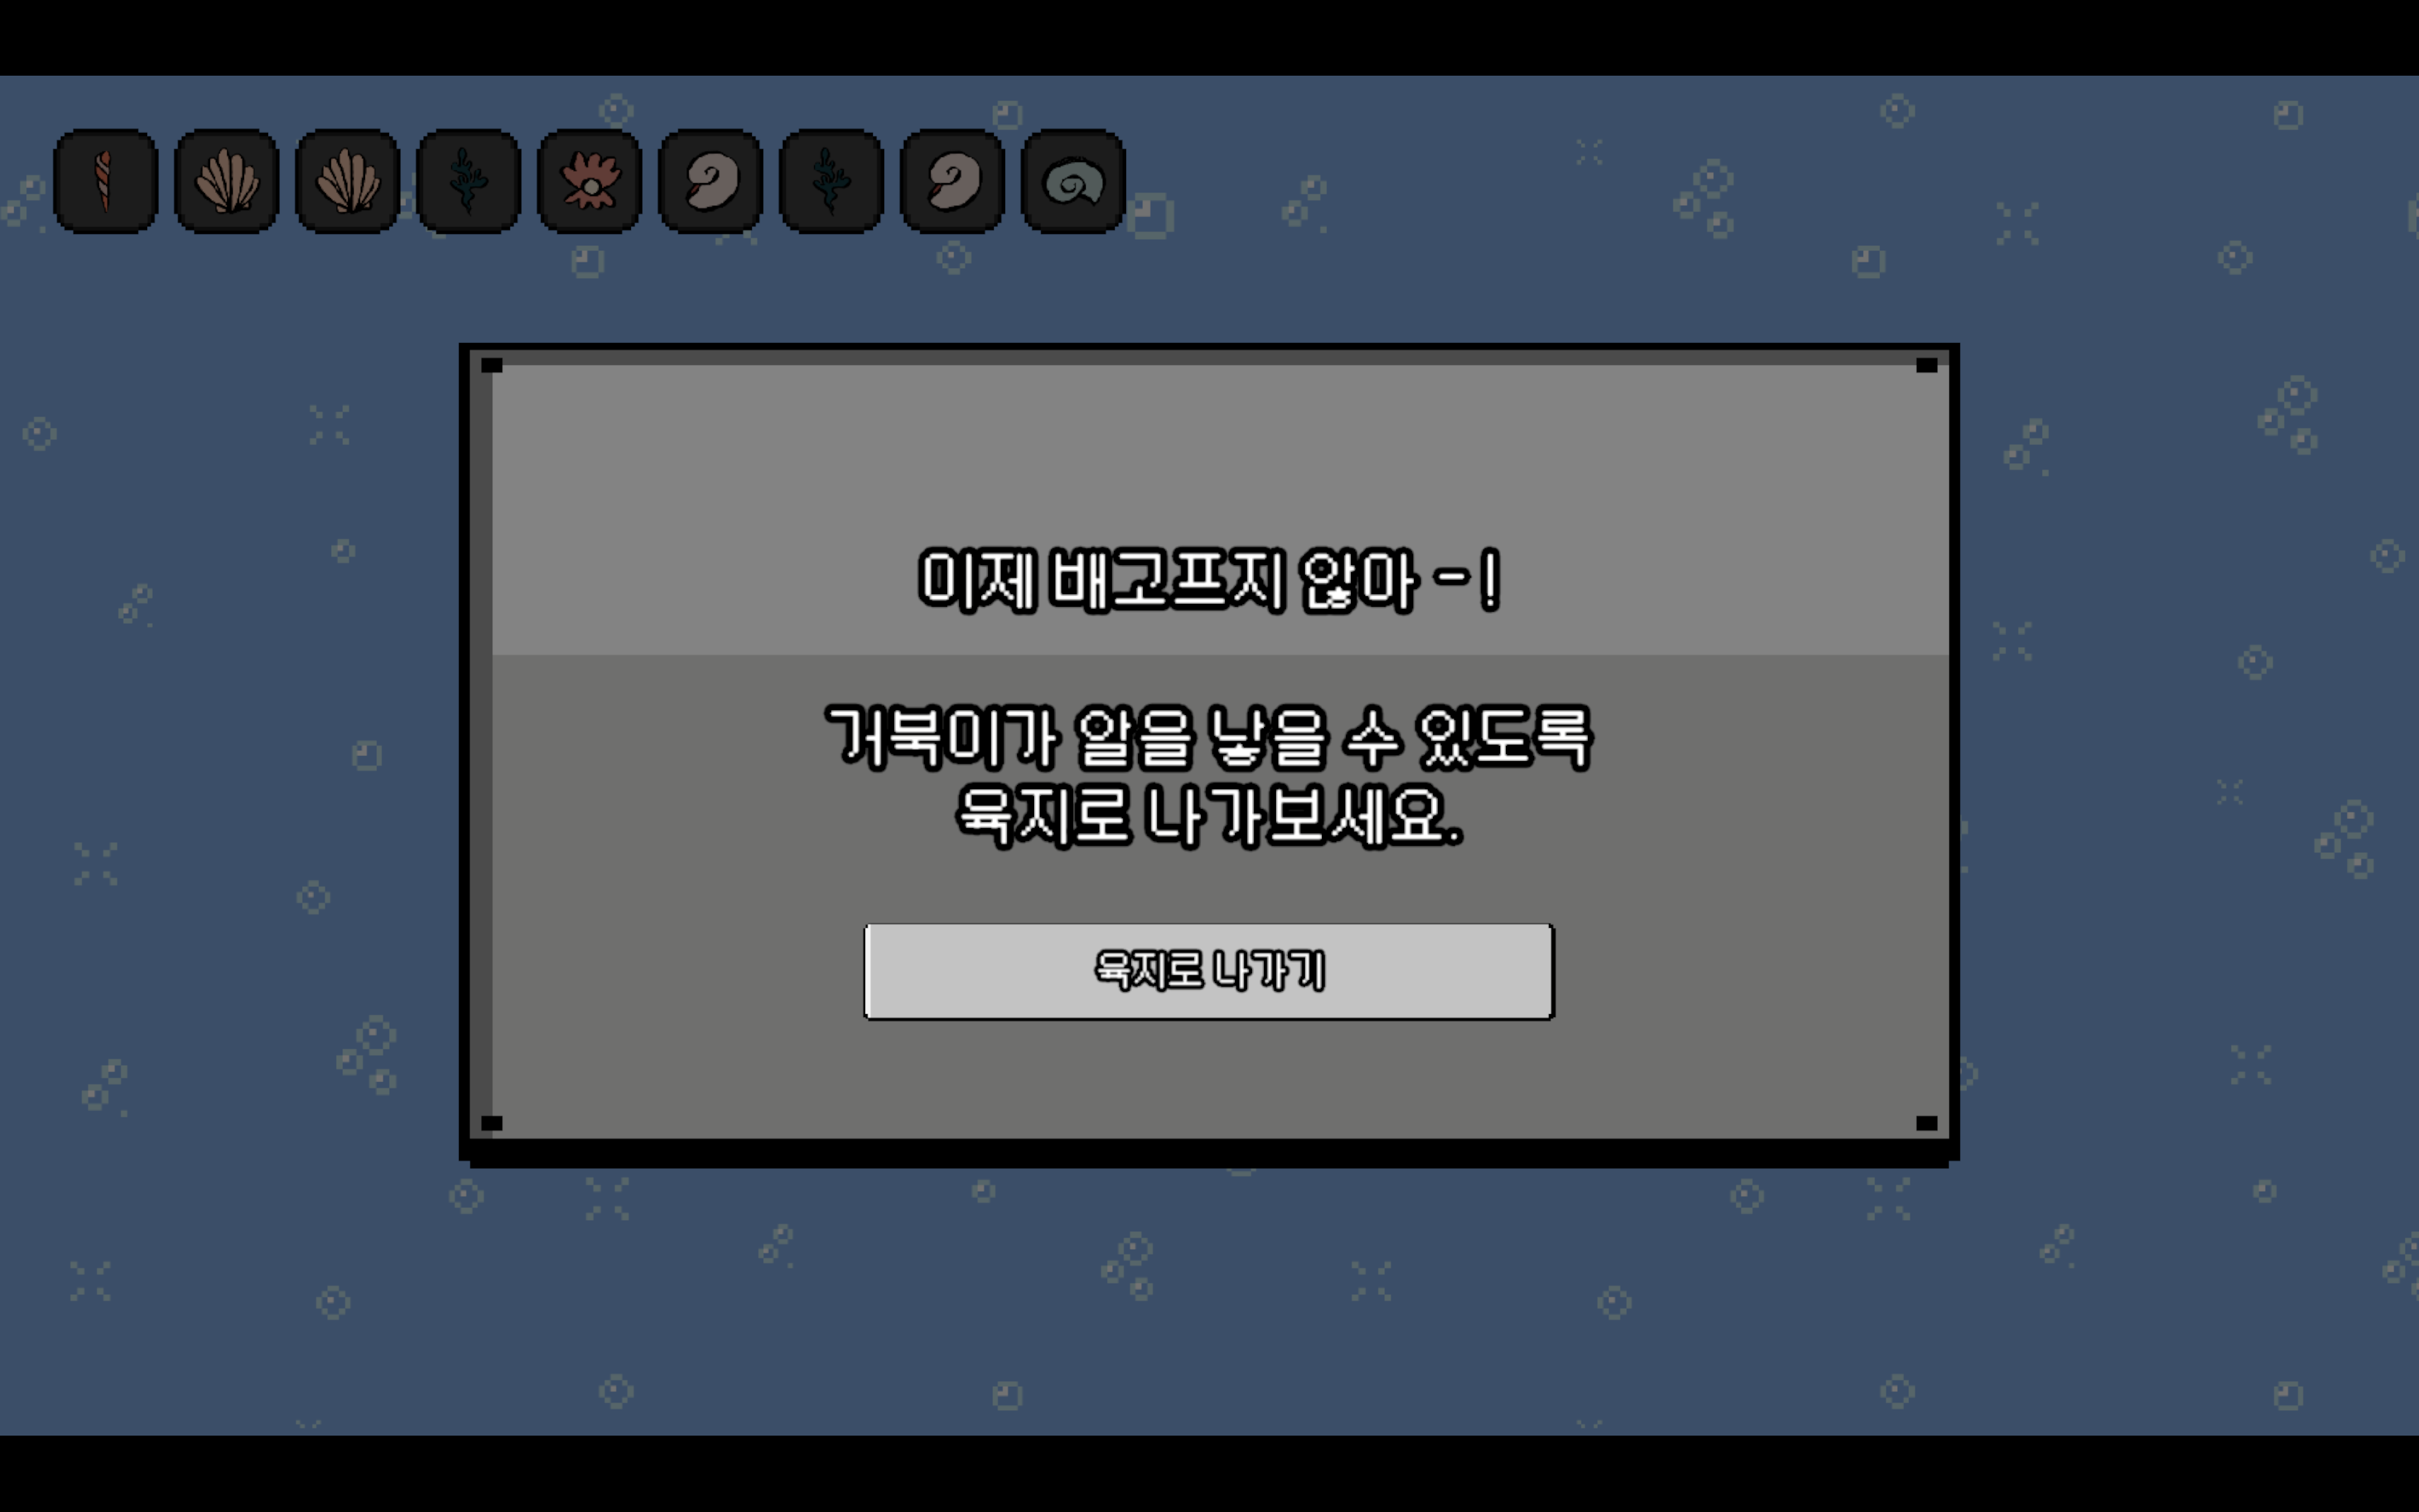 이제 배고프지 않아 - !
거북이가 알을 낳을 수 있도록
육지로 나가보세요.
육지로 나가기